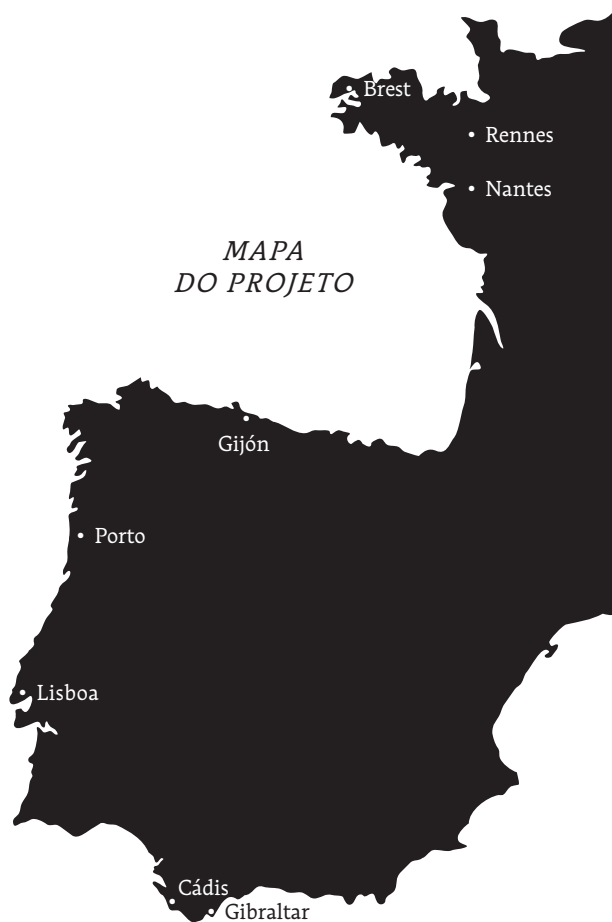 Brest
Rennes
Nantes
MAPA
DO PROJETO
Gijón
Porto
Lisboa
Cádis
Gibraltar